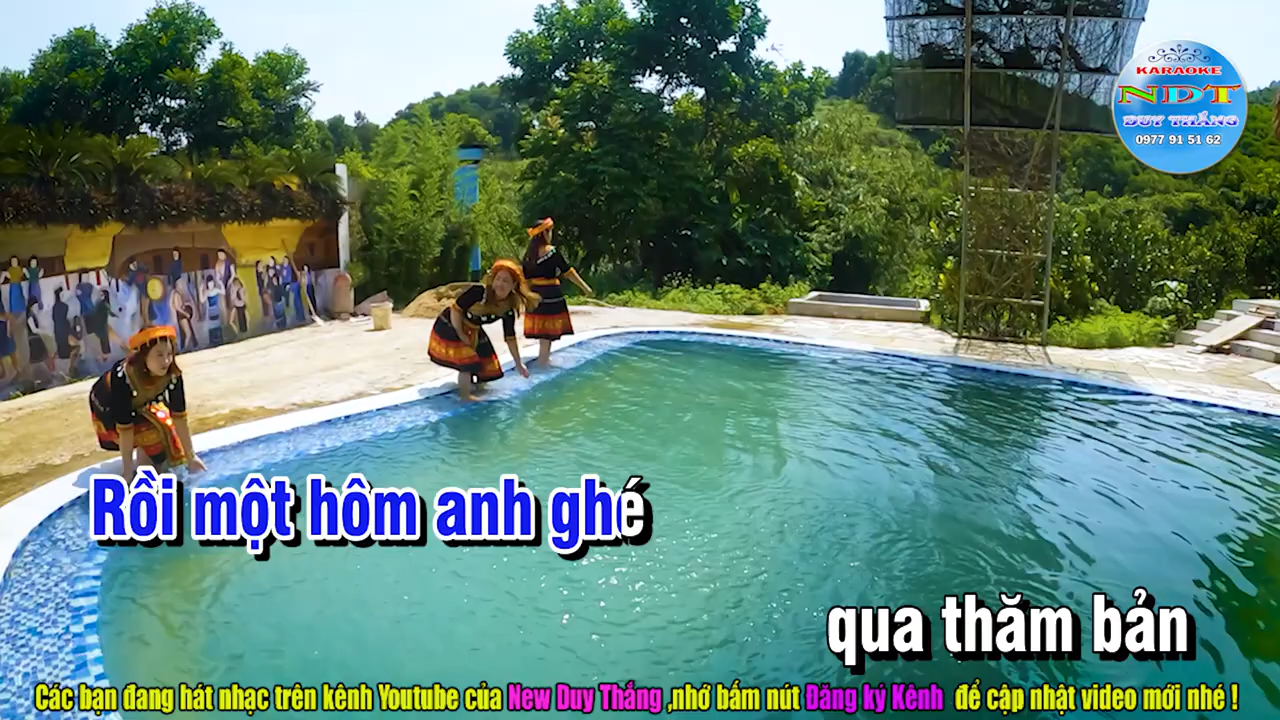 KARAOKE
NDT
DUY THẮNG
0977 91 51 62
Rồi một hôm anh ghé
qua thăm bản
Các bạn đang hát nhạc trên kênh Youtube của New Duy Thắng ,nhớ bấm nút Đăng ký Kênh để cập nhật video mới nhé !